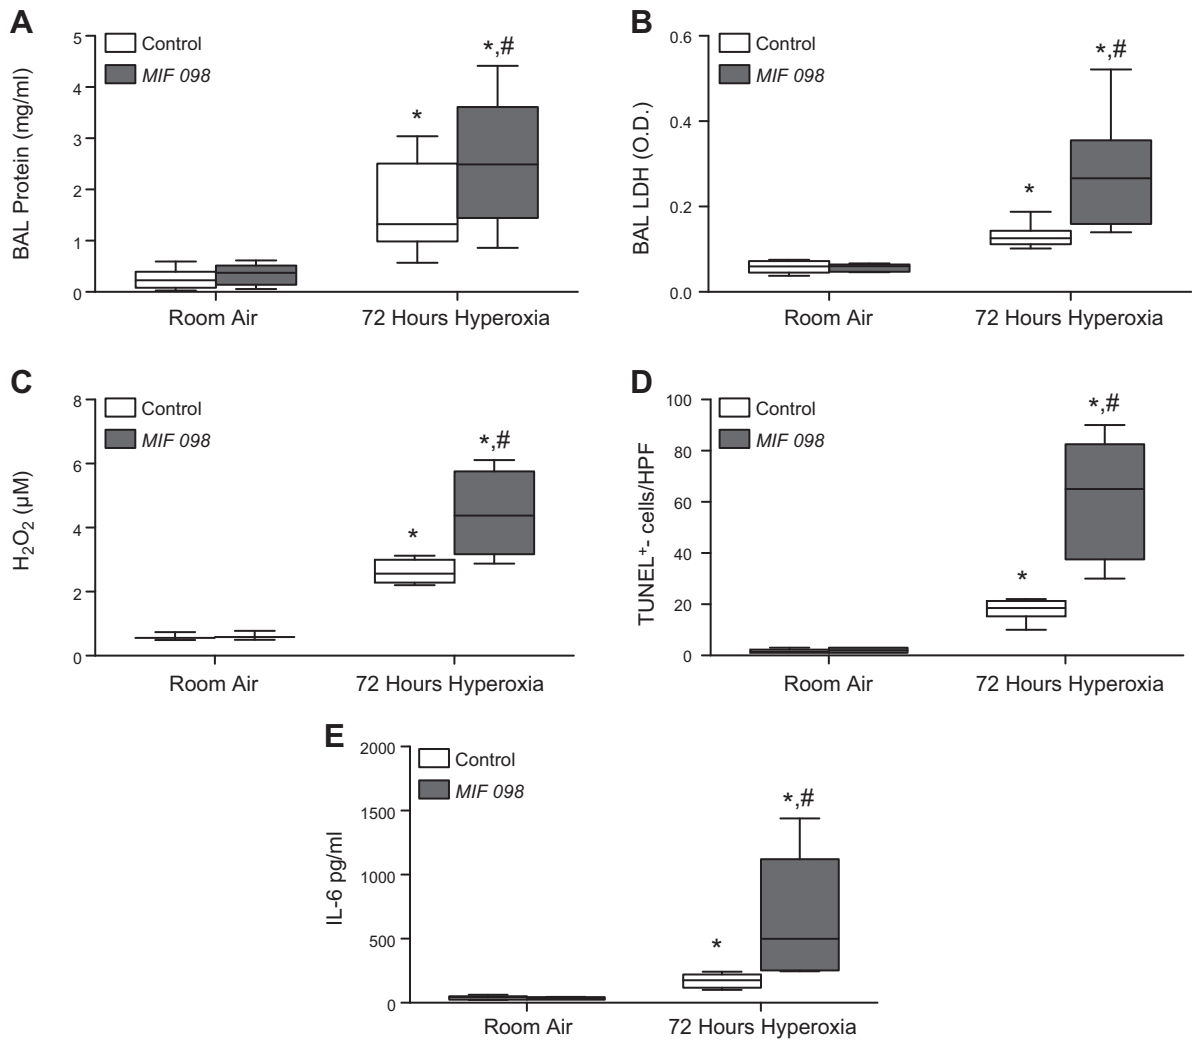 A
BAL Protein (mg/ml)
5
4
3
2
1
0
Control
MIF 098
*
*,#
Room Air
72 Hours Hyperoxia
B
BAL LDH (O.D.)
0.6
0.4
0.2
0.0
Control
MIF 098
*
*,#
Room Air
72 Hours Hyperoxia
C
H₂O₂ (µM)
8
6
4
2
0
Control
MIF 098
*
*,#
Room Air
72 Hours Hyperoxia
D
TUNEL⁺- cells/HPF
100
80
60
40
20
0
Control
MIF 098
*
*,#
Room Air
72 Hours Hyperoxia
E
IL-6 pg/ml
2000
1500
1000
500
0
Control
MIF 098
*
*,#
Room Air
72 Hours Hyperoxia